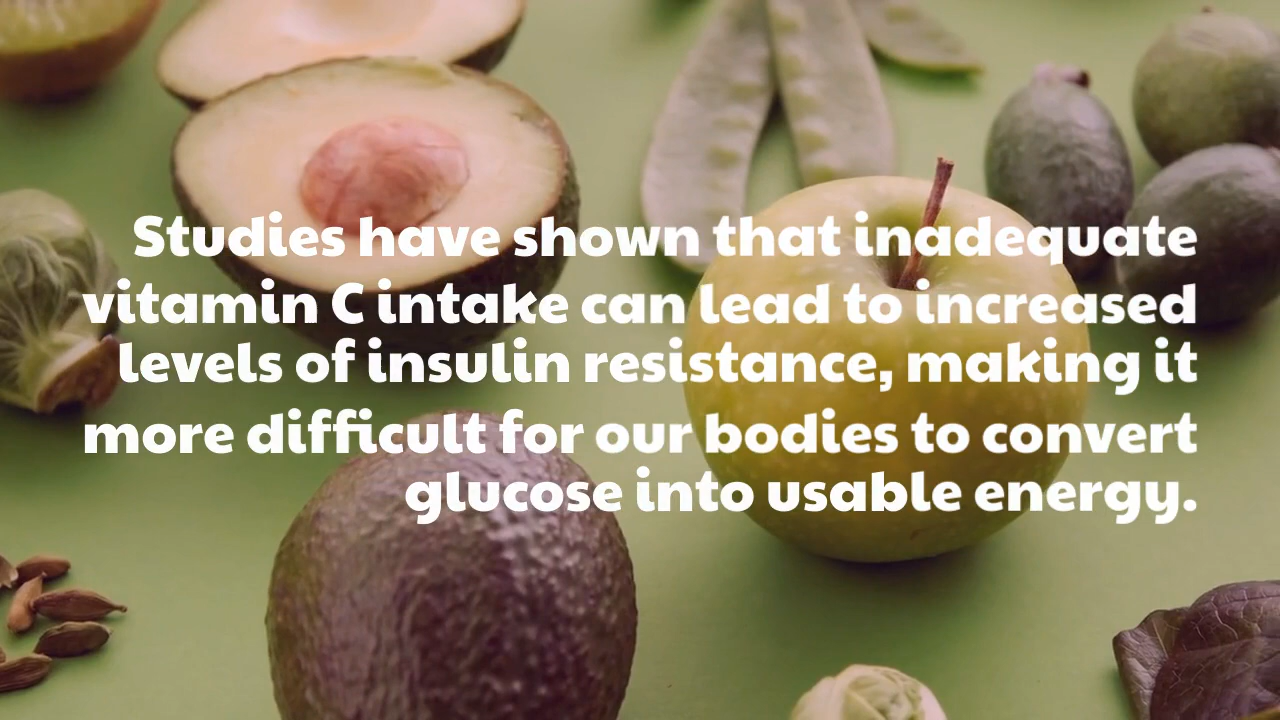 Studies have shown that inadequate
vitamin C intake can lead to increased
levels of insulin resistance, making it
more difficult for our bodies to convert
glucose into usable energy.